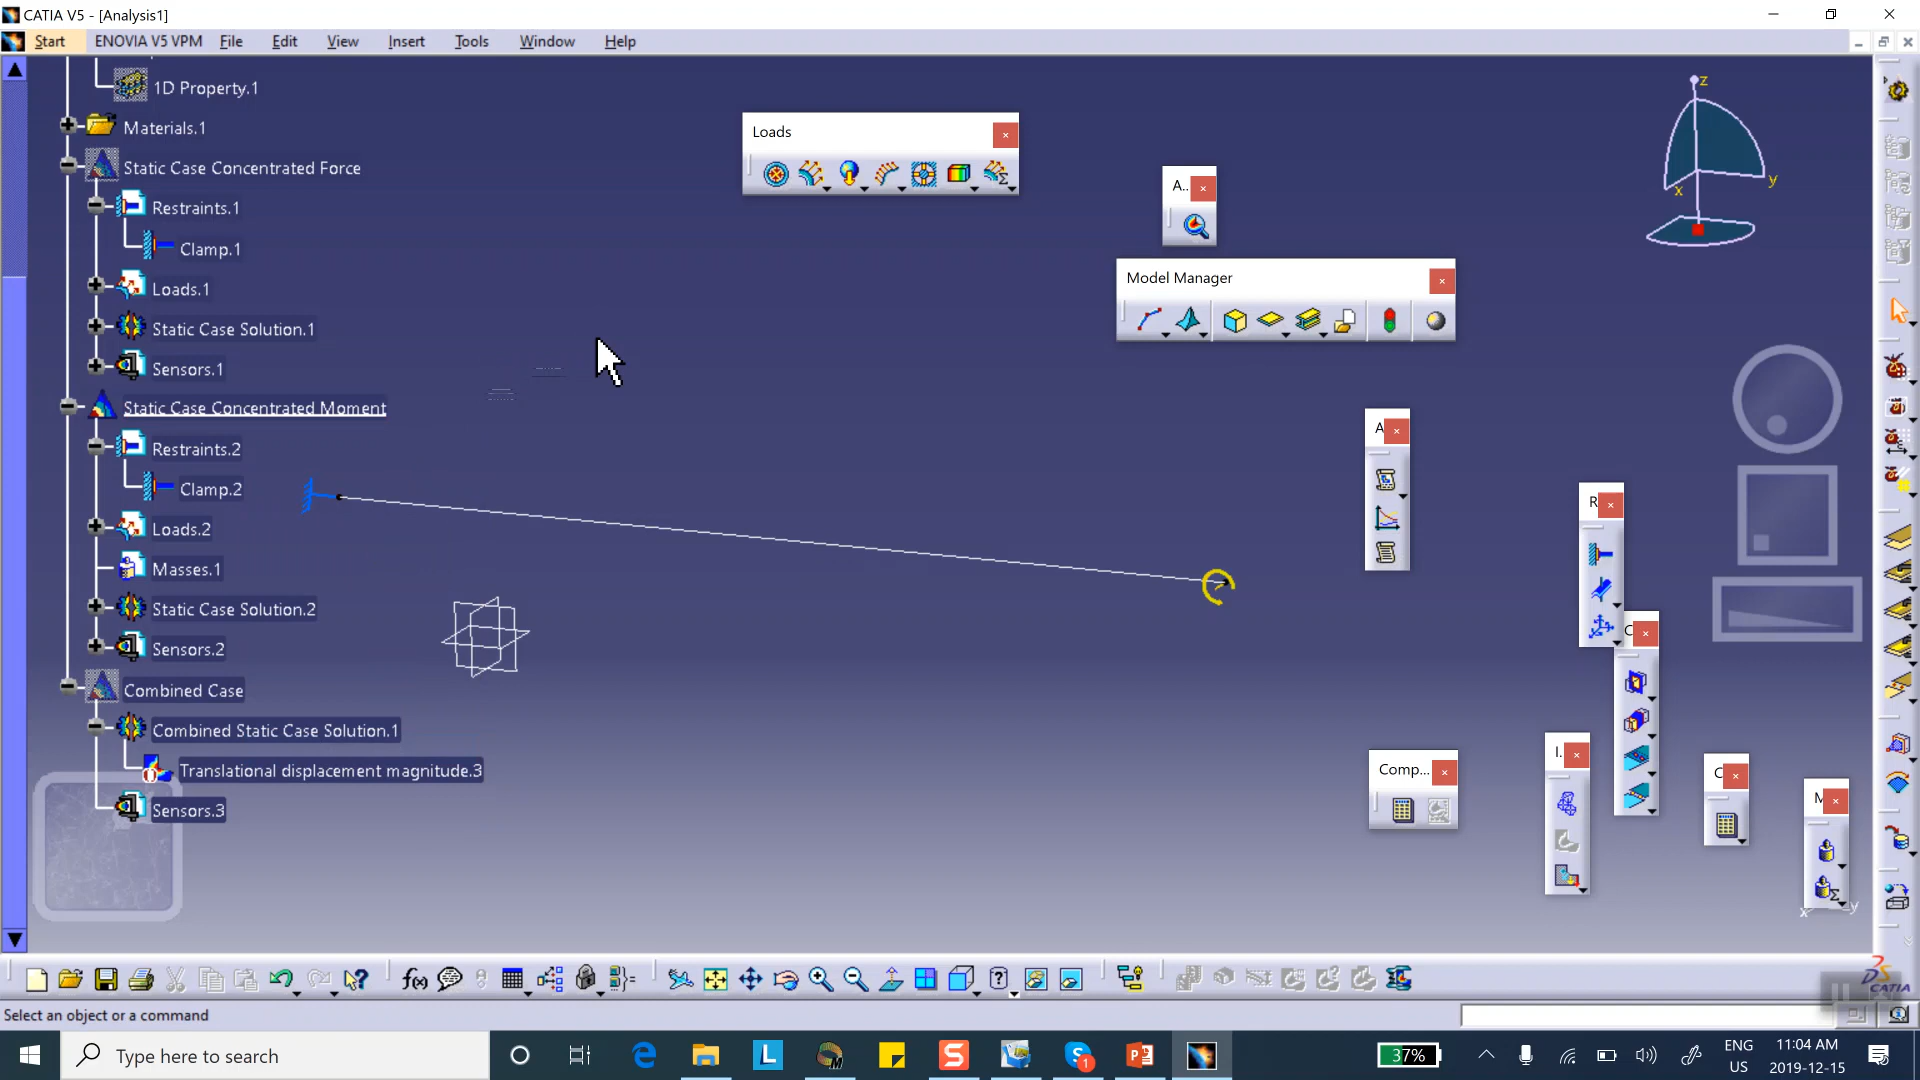 CATIA V5 - [Analysis1]
Start
ENOVIA V5 VPM
File
Edit
View
Insert
Tools
Window
Help
1D Property.1
Materials.1
Static Case Concentrated Force
Restraints.1
Clamp.1
Loads.1
Static Case Solution.1
Sensors.1
Static Case Concentrated Moment
Restraints.2
Clamp.2
Loads.2
Masses.1
Static Case Solution.2
Sensors.2
Combined Case
Combined Static Case Solution.1
Translational displacement magnitude.3
Sensors.3
Loads
A..
Model Manager
A
R
C
I.
Comp...
C
M
z
y
x
x
y
f(x)
CATIA
Select an object or a command
Type here to search
37%
ENG
US
11:04 AM
2019-12-15